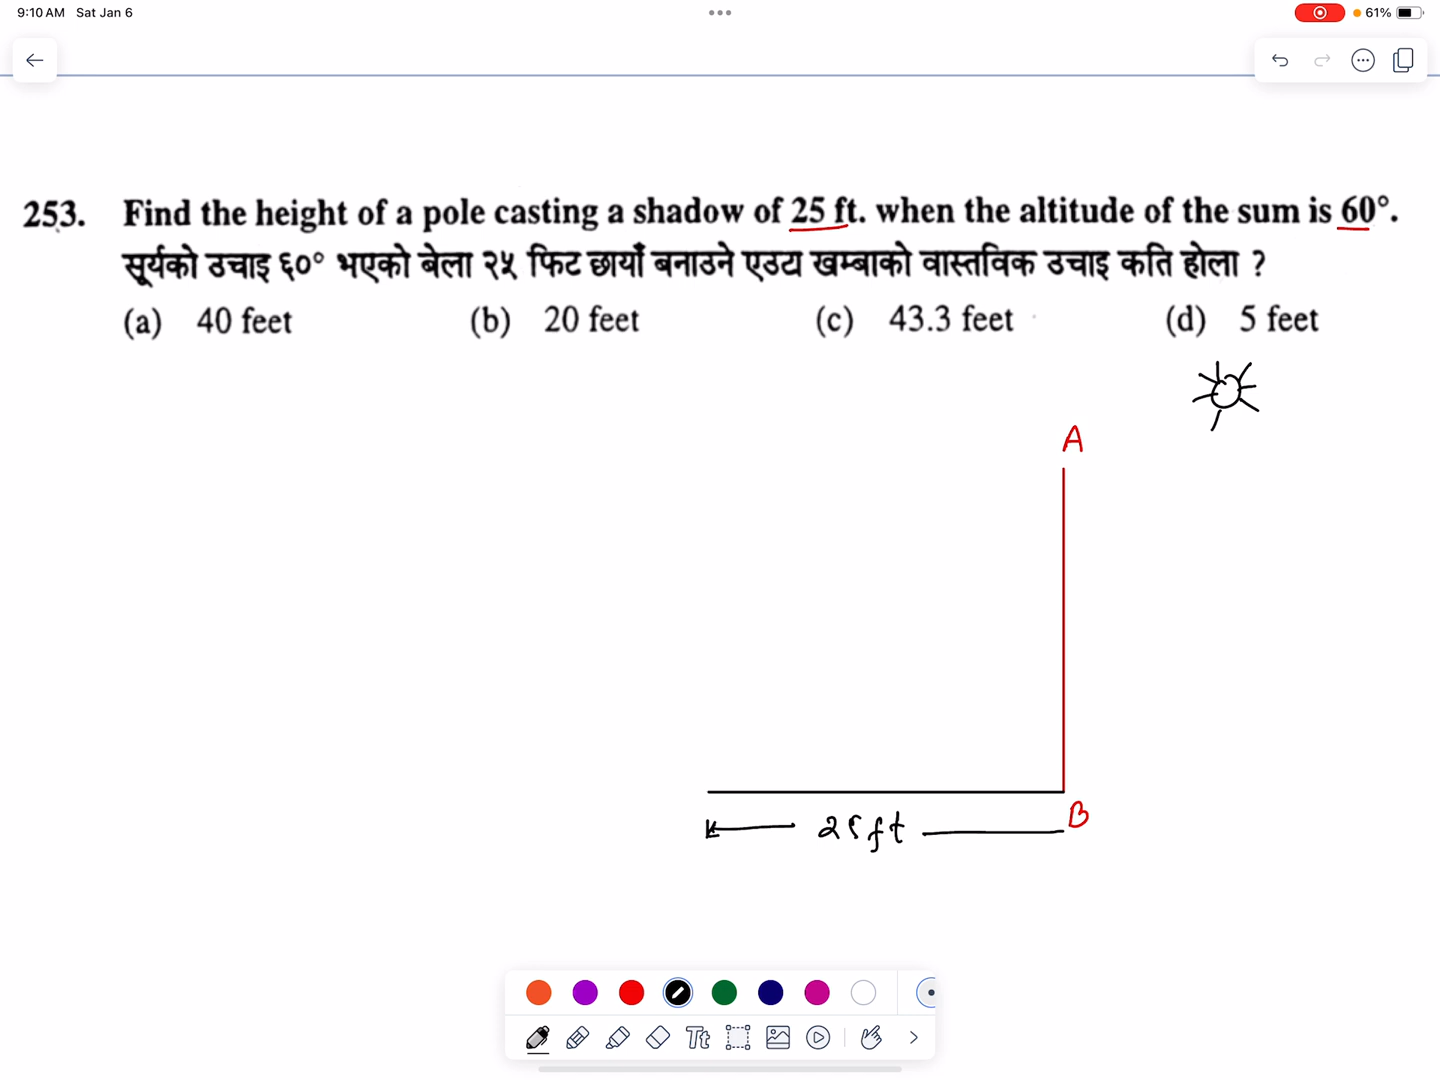 9:10 AM Sat Jan 6
61%
253. Find the height of a pole casting a shadow of 25 ft. when the altitude of the sum is 60°.
सूर्यको उचाइ ६०° भएको बेला २५ फिट छायाँ बनाउने एउटा खम्बाको वास्तविक उचाइ कति होला ?
(a) 40 feet (b) 20 feet (c) 43.3 feet (d) 5 feet
A
B
25ft
Tt